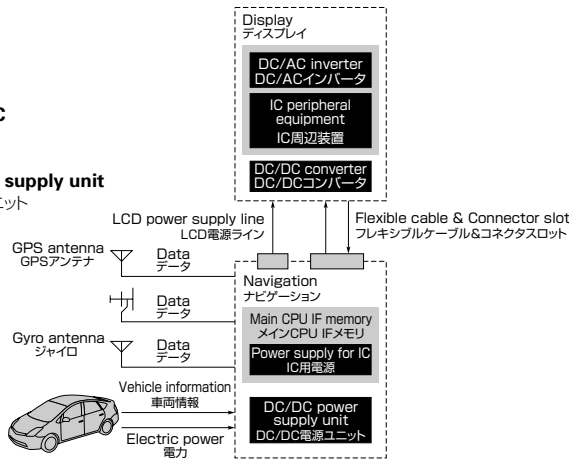 Display
ディスプレイ
DC/AC inverter
DC/ACインバータ
IC peripheral
equipment
IC周辺装置
DC/DC converter
DC/DCコンバータ
C
supply unit
ニット
LCD power supply line
LCD電源ライン
Flexible cable & Connector slot
フレキシブルケーブル&コネクタスロット
GPS antenna
GPSアンテナ
Data
データ
Data
データ
Gyro antenna
ジャイロ
Data
データ
Vehicle information
車両情報
Electric power
電力
Navigation
ナビゲーション
Main CPU IF memory
メインCPU IFメモリ
Power supply for IC
IC用電源
DC/DC power
supply unit
DC/DC電源ユニット